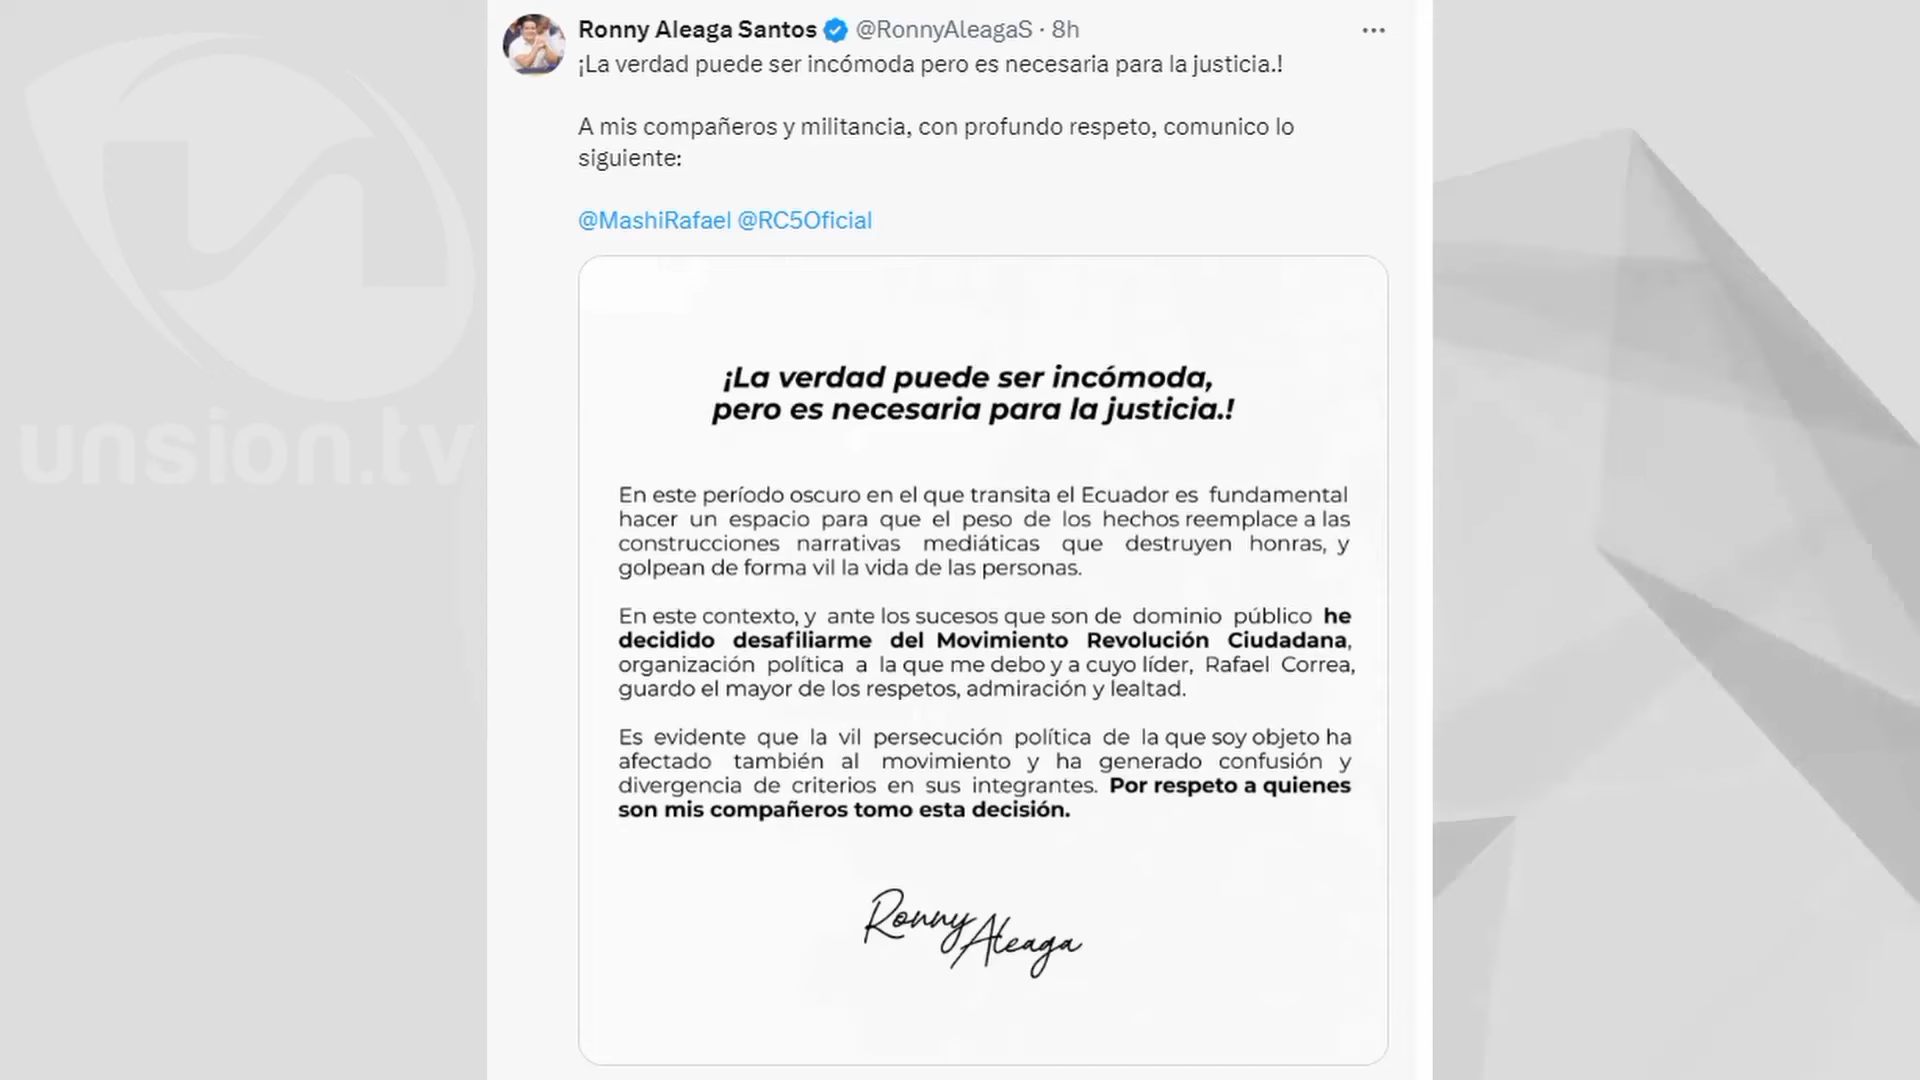 unsion.tv
Ronny Aleaga Santos @RonnyAleagaS · 8h
¡La verdad puede ser incómoda pero es necesaria para la justicia.!
A mis compañeros y militancia, con profundo respeto, comunico lo
siguiente:
@MashiRafael @RC5Oficial
¡La verdad puede ser incómoda,
pero es necesaria para la justicia.!
En este período oscuro en el que transita el Ecuador es fundamental
hacer un espacio para que el peso de los hechos reemplace a las
construcciones narrativas mediáticas que destruyen honras, y
golpean de forma vil la vida de las personas.
En este contexto, y ante los sucesos que son de dominio público he
decidido desafiliarme del Movimiento Revolución Ciudadana,
organización política a la que me debo y a cuyo líder, Rafael Correa,
guardo el mayor de los respetos, admiración y lealtad.
Es evidente que la vil persecución política de la que soy objeto ha
afectado también al movimiento y ha generado confusión y
divergencia de criterios en sus integrantes. Por respeto a quienes
son mis compañeros tomo esta decisión.
Ronny Aleaga